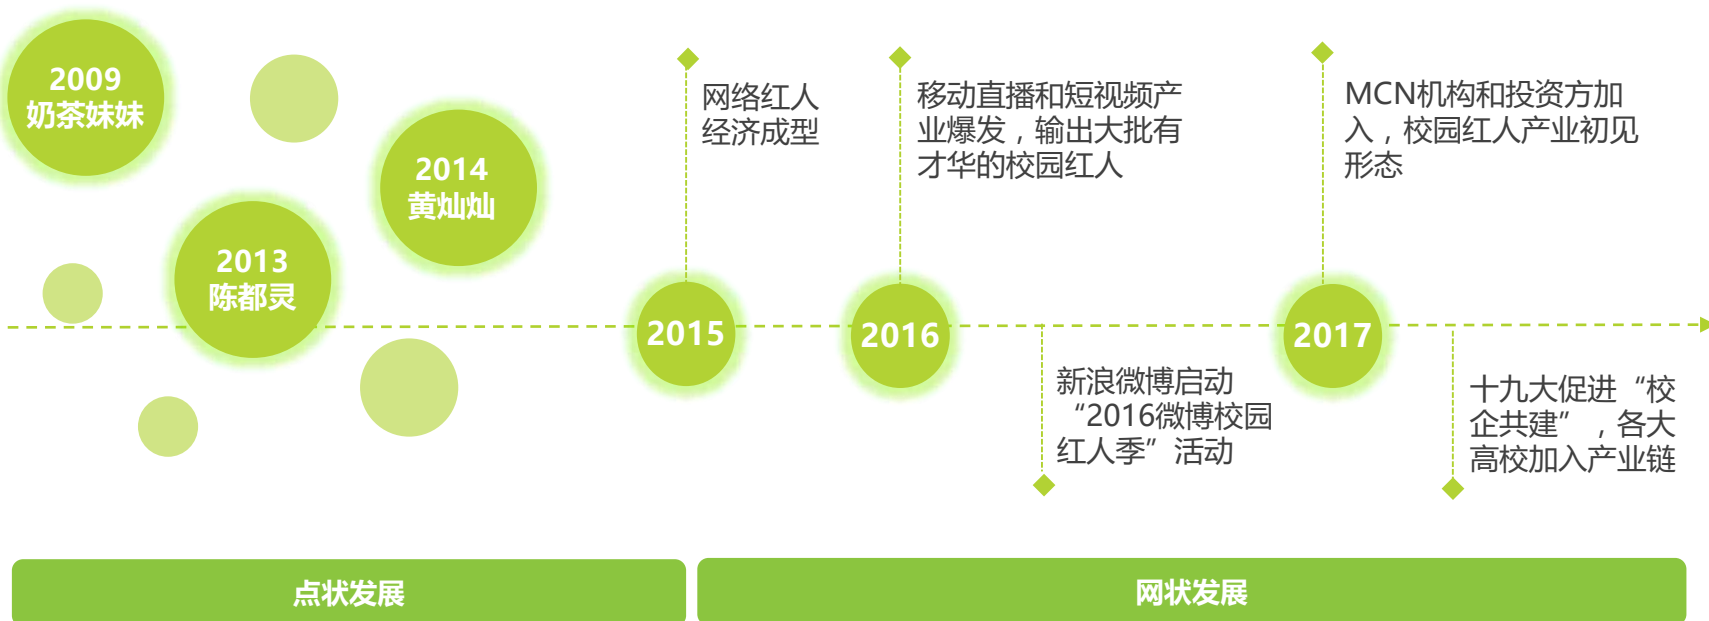 2009
奶茶妹妹
2013
陈都灵
2014
黄灿灿
网络红人
经济成型
2015
移动直播和短视频产
业爆发，输出大批有
才华的校园红人
2016
新浪微博启动
“2016微博校园
红人季”活动
MCN机构和投资方加
入，校园红人产业初见
形态
2017
十九大促进“校
企共建”，各大
高校加入产业链
点状发展
网状发展